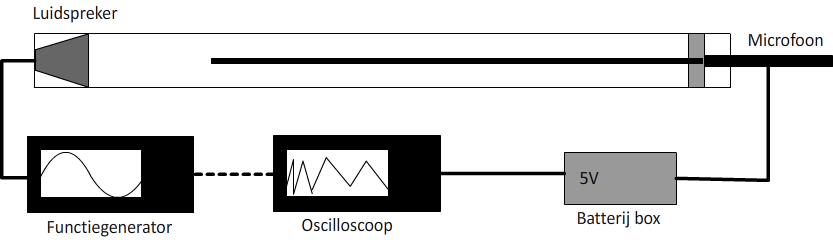 Luidspreker
Microfoon
5V
Functiegenerator
Oscilloscoop
Batterij box